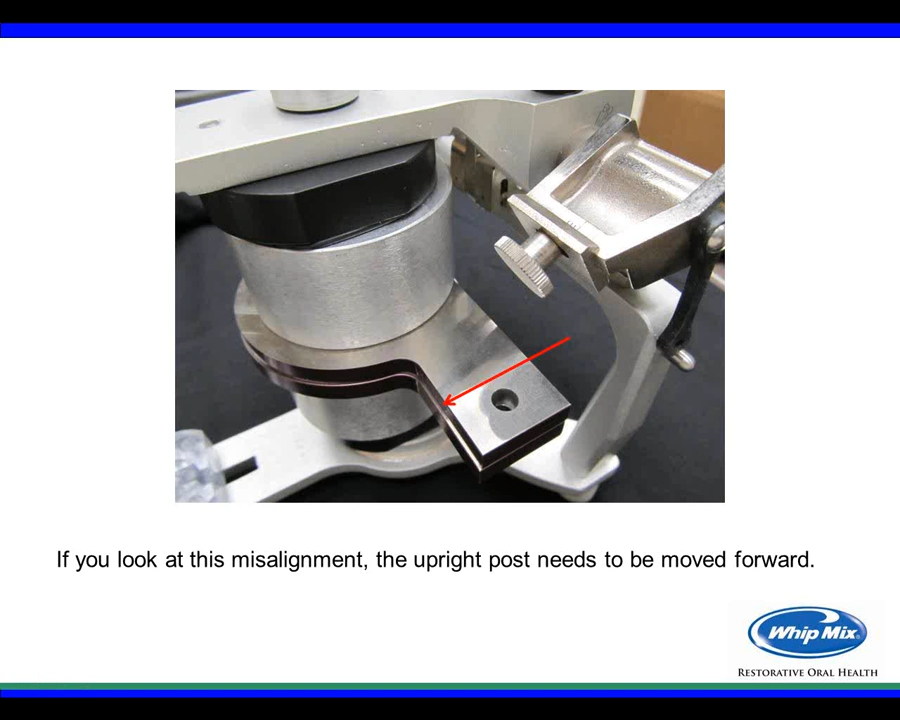 If you look at this misalignment, the upright post needs to be moved forward.
Whip Mix®
RESTORATIVE ORAL HEALTH